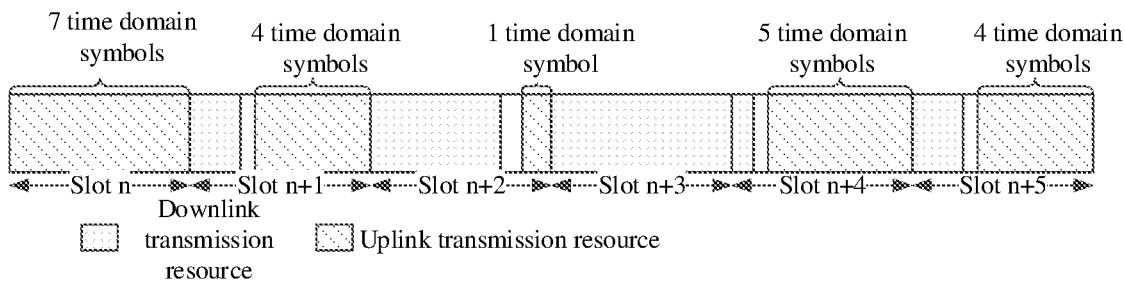 7 time domain
symbols
4 time domain
symbols
1 time domain
symbol
5 time domain
symbols
4 time domain
symbols
Slot n
Slot n+1
Slot n+2
Slot n+3
Slot n+4
Slot n+5
Downlink
transmission
resource
Uplink transmission resource